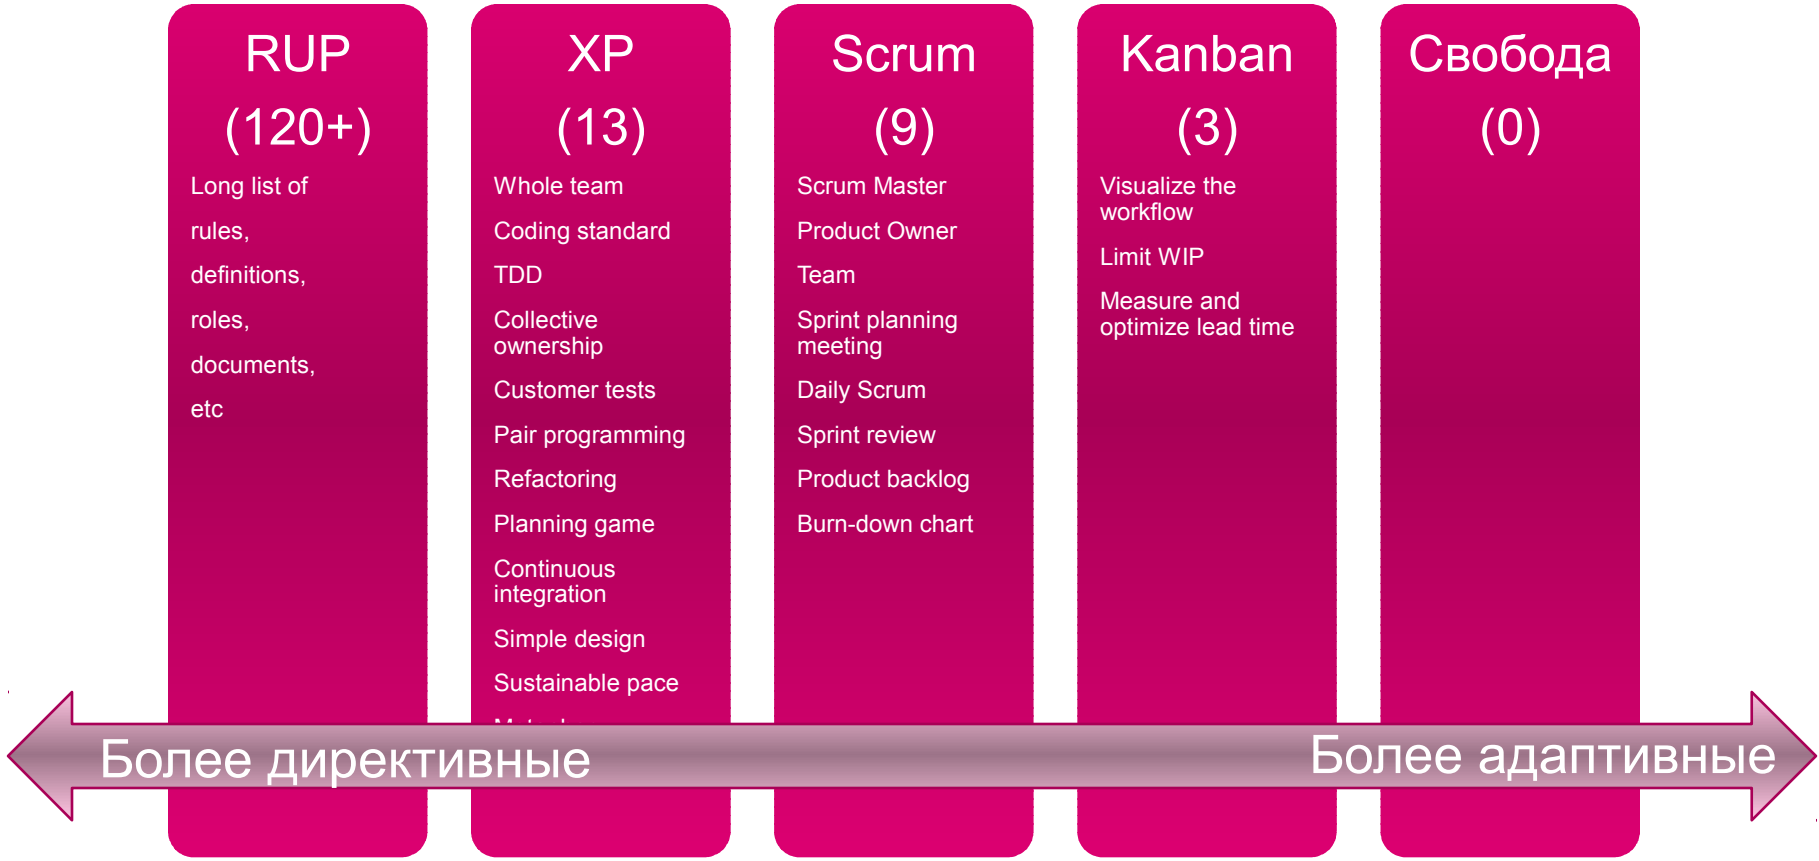 RUP
(120+)
Long list of
rules,
definitions,
roles,
documents,
etc
XP
(13)
Whole team
Coding standard
TDD
Collective
ownership
Customer tests
Pair programming
Refactoring
Planning game
Continuous
integration
Simple design
Sustainable pace
Scrum
(9)
Scrum Master
Product Owner
Team
Sprint planning
meeting
Daily Scrum
Sprint review
Product backlog
Burn-down chart
Kanban
(3)
Visualize the
workflow
Limit WIP
Measure and
optimize lead time
Свобода
(0)
Более директивные
Более адаптивные